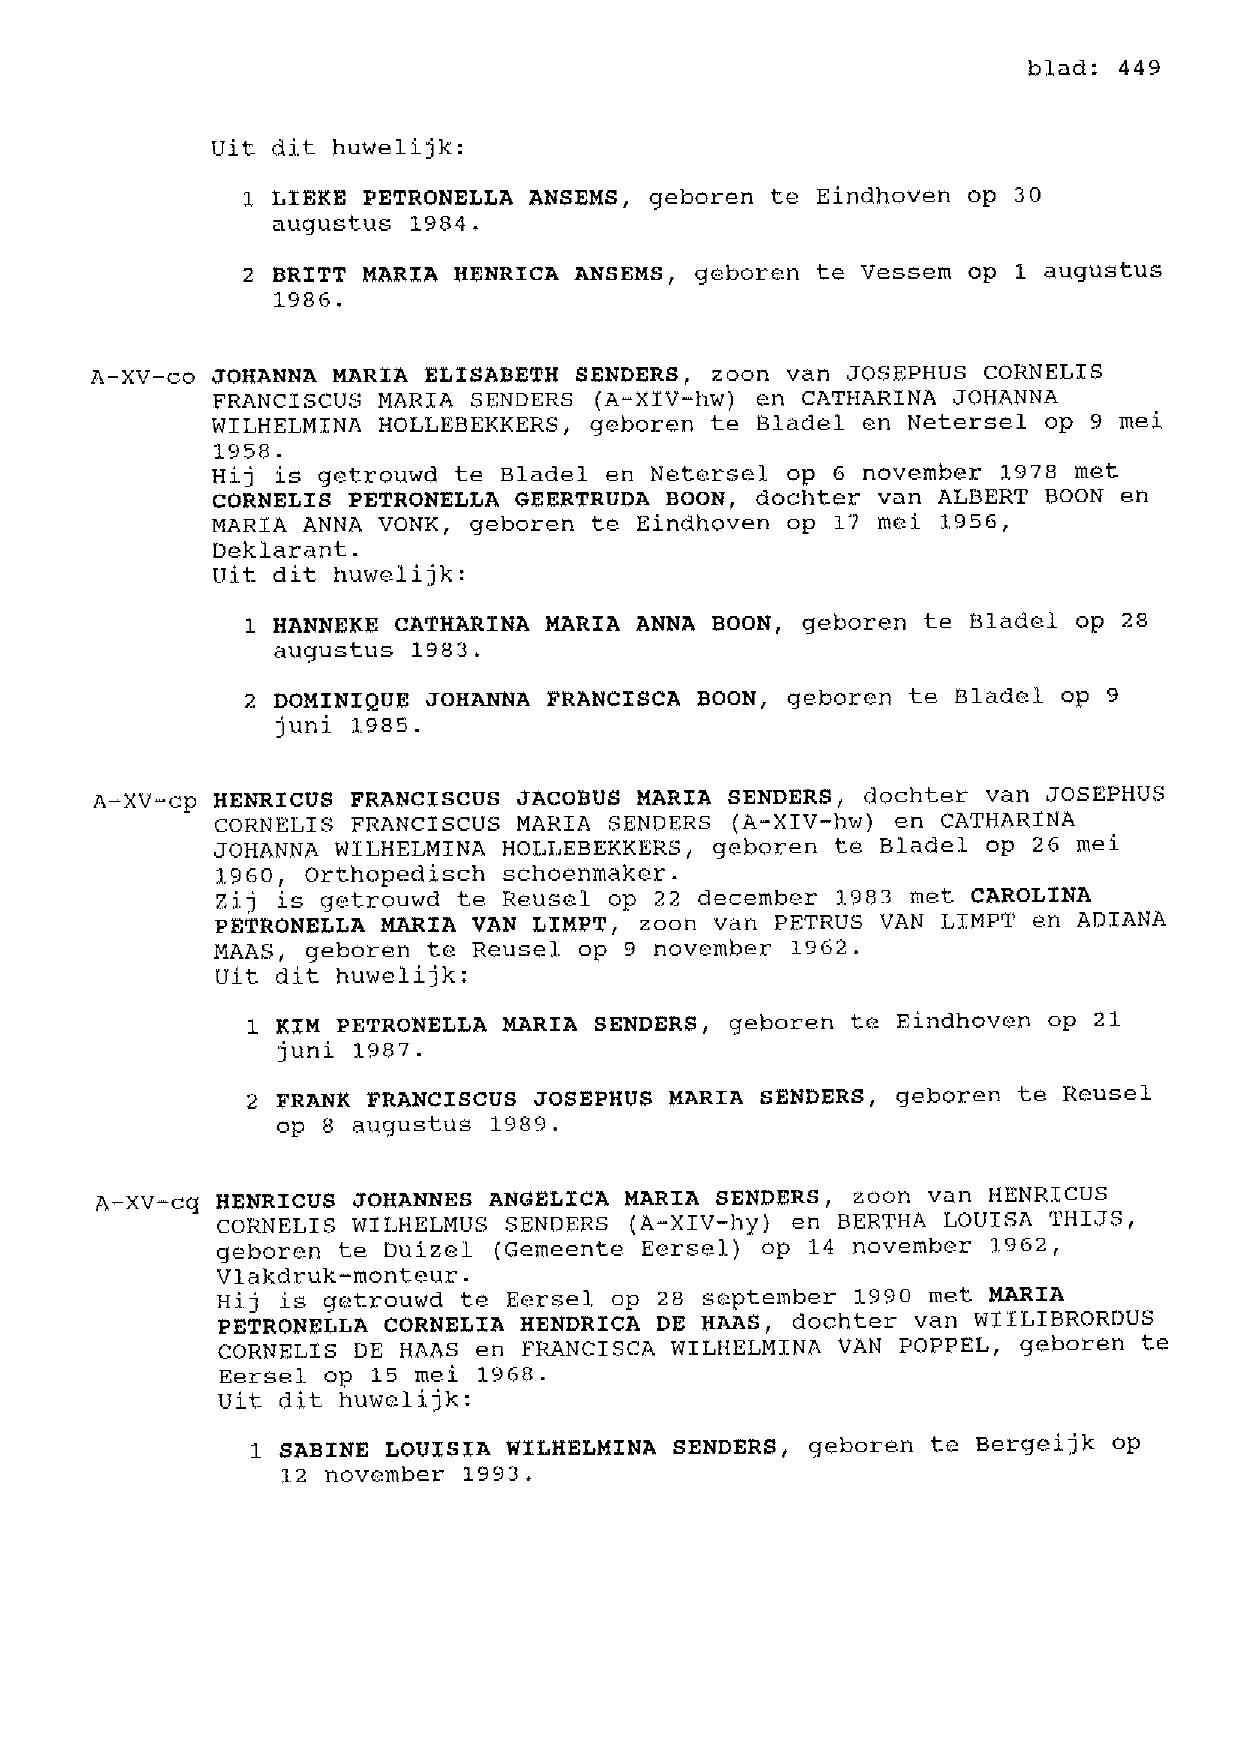 blad: 449
Uit dit huwelijk:
1 LIEKE PETRONELLA ANSEMS, geboren te Eindhoven op 30
augustus 1984.
2 BRITT MARIA HENRICA ANSEMS, geboren te Vessem op 1 augustus
1986.
A-XV-co JOHANNA MARIA ELISABETH SENDERS, zoon van JOSEPHUS CORNELIS
FRANCISCUS MARIA SENDERS (A-XIV-hw) en CATHARINA JOHANNA
WILHELMINA HOLLEBEKKERS, geboren te Bladel en Netersel op 9 mei
1958.
Hij is getrouwd te Bladel en Netersel op 6 november 1978 met
CORNELIS PETRONELLA GEERTRUDA BOON, dochter van ALBERT BOON en
MARIA ANNA VONK, geboren te Eindhoven op 17 mei 1956,
Deklarant.
Uit dit huwelijk:
1 HANNEKE CATHARINA MARIA ANNA BOON, geboren te Bladel op 28
augustus 1983.
2 DOMINIQUE JOHANNA FRANCISCA BOON, geboren te Bladel op 9
juni 1985.
A-XV-cp HENRICUS FRANCISCUS JACOBUS MARIA SENDERS, dochter van JOSEPHUS
CORNELIS FRANCISCUS MARIA SENDERS (A-XIV-hw) en CATHARINA
JOHANNA WILHELMINA HOLLEBEKKERS, geboren te Bladel op 26 mei
1960, Orthopedisch schoenmaker.
Zij is getrouwd te Reusel op 22 december 1983 met CAROLINA
PETRONELLA MARIA VAN LIMPT, zoon van PETRUS VAN LIMPT en ADIANA
MAAS, geboren te Reusel op 9 november 1962.
Uit dit huwelijk:
1 KIM PETRONELLA MARIA SENDERS, geboren te Eindhoven op 21
juni 1987.
2 FRANK FRANCISCUS JOSEPHUS MARIA SENDERS, geboren te Reusel
op 8 augustus 1989.
A-XV-cq HENRICUS JOHANNES ANGELICA MARIA SENDERS, zoon van HENRICUS
CORNELIS WILHELMUS SENDERS (A-XIV-hy) en BERTHA LOUISA THIJS,
geboren te Duizel (Gemeente Eersel) op 14 november 1962,
Vlakdruk-monteur.
Hij is getrouwd te Eersel op 28 september 1990 met MARIA
PETRONELLA CORNELIA HENDRICA DE HAAS, dochter van WIILIBRORDUS
CORNELIS DE HAAS en FRANCISCA WILHELMINA VAN POPPEL, geboren te
Eersel op 15 mei 1968.
Uit dit huwelijk:
1 SABINE LOUISIA WILHELMINA SENDERS, geboren te Bergeijk op
12 november 1993.